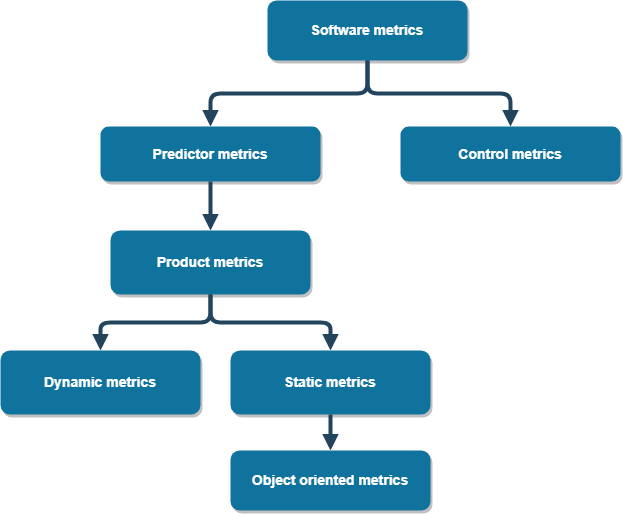 Software metrics
Predictor metrics
Control metrics
Product metrics
Dynamic metrics
Static metrics
Object oriented metrics